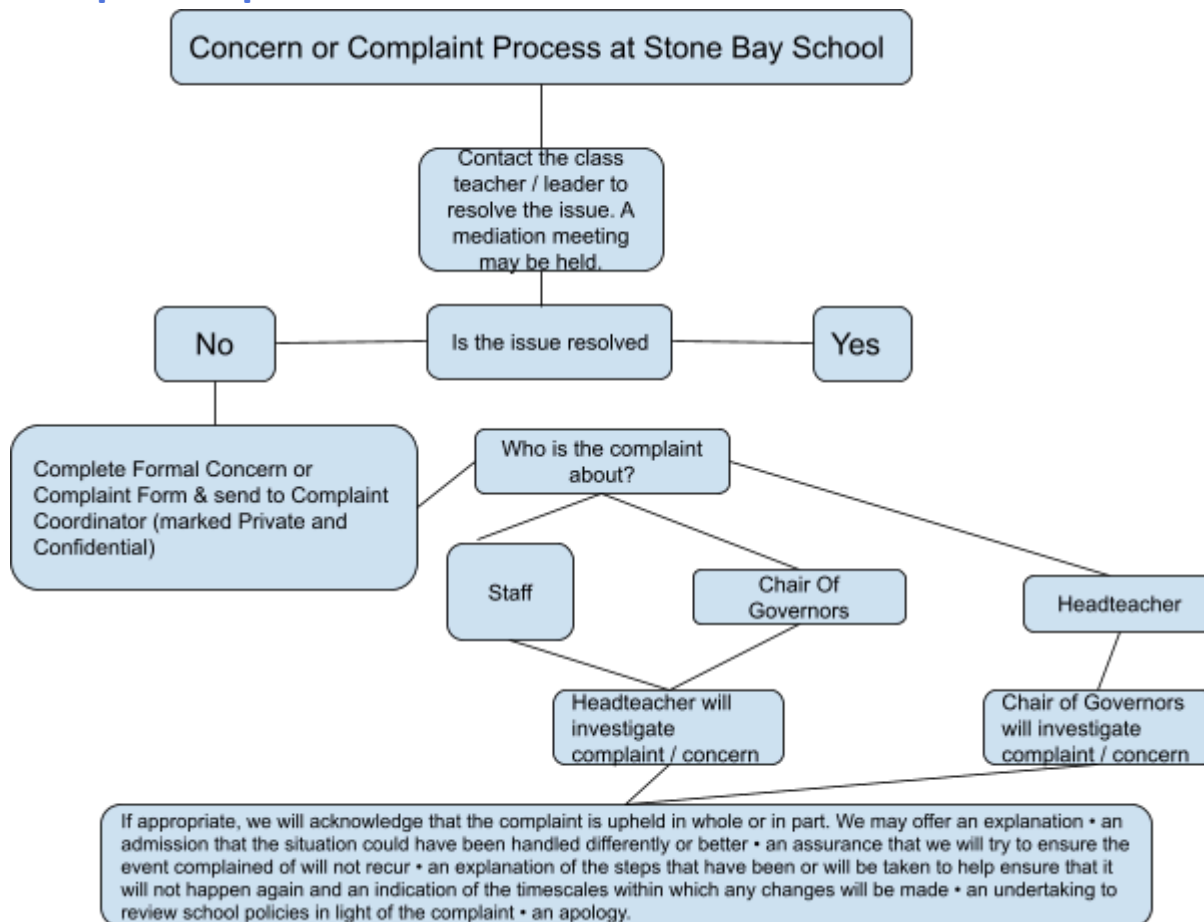 Concern or Complaint Process at Stone Bay School
Contact the class
teacher / leader to
resolve the issue. A
mediation meeting
may be held.
No
Is the issue resolved
Yes
Complete Formal Concern or
Complaint Form & send to Complaint
Coordinator (marked Private and
Confidential)
Who is the complaint
about?
Staff
Chair Of
Governors
Headteacher
Headteacher will
investigate
complaint / concern
Chair of Governors
will investigate
complaint / concern
If appropriate, we will acknowledge that the complaint is upheld in whole or in part. We may offer an explanation • an
admission that the situation could have been handled differently or better • an assurance that we will try to ensure the
event complained of will not recur • an explanation of the steps that have been or will be taken to help ensure that it
will not happen again and an indication of the timescales within which any changes will be made • an undertaking to
review school policies in light of the complaint • an apology.